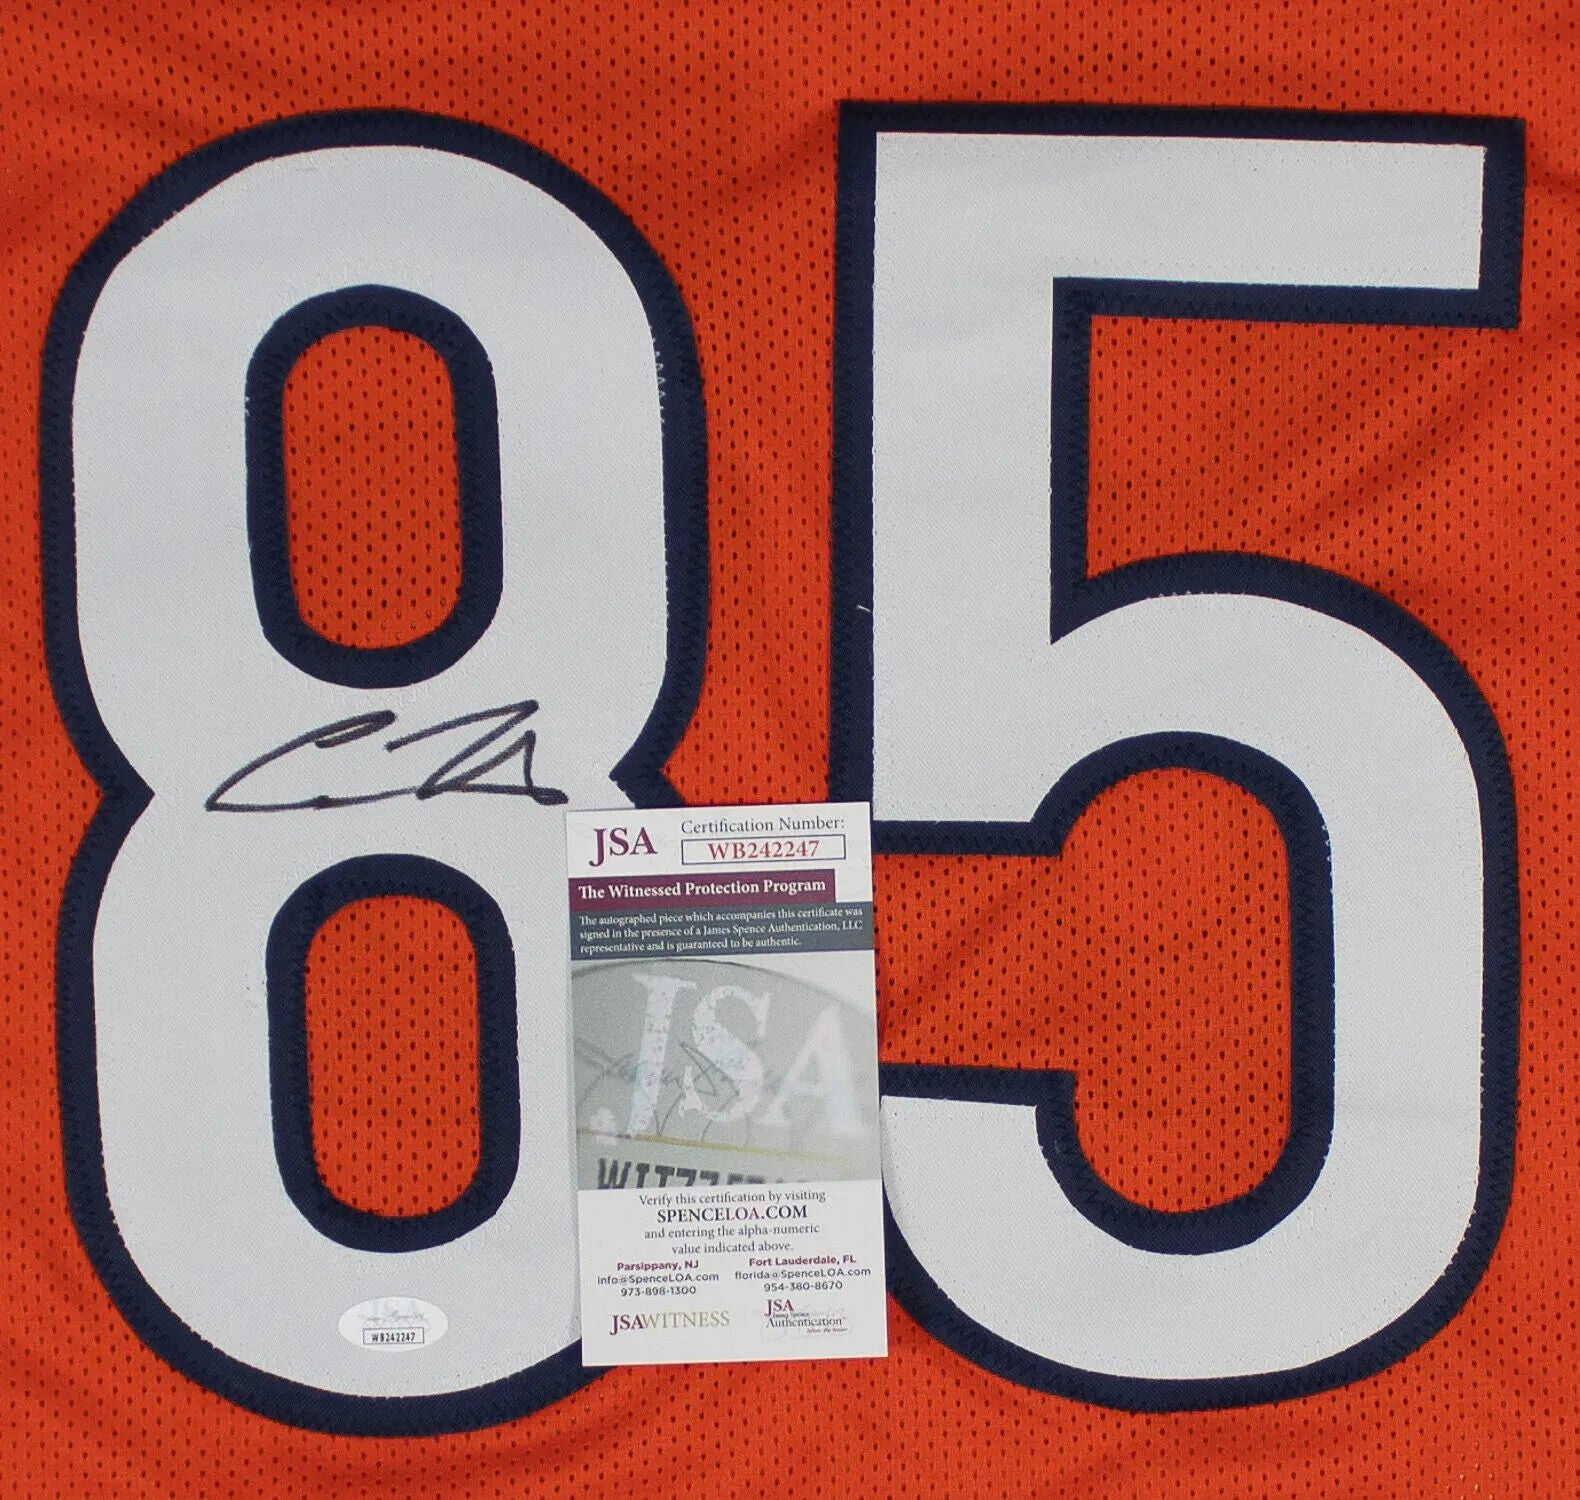 85
JSA
Certification Number:
WB242247
The Witnessed Protection Program
The autographed piece which accompanies this certificate was
signed in the presence of a James Spence Authentication, LLC
representative and is guaranteed to be authentic.
JSA
Verify this certification by visiting
SPENCELOA.COM
and entering the alpha-numeric
value indicated above.
Parsippany, NJ
info@SpenceLOA.com
973-898-1300
Fort Lauderdale, FL
florida@SpenceLOA.com
954-380-8670
JSAWITNESS
JSA
James Spence
Authentication
JSA
WB242247